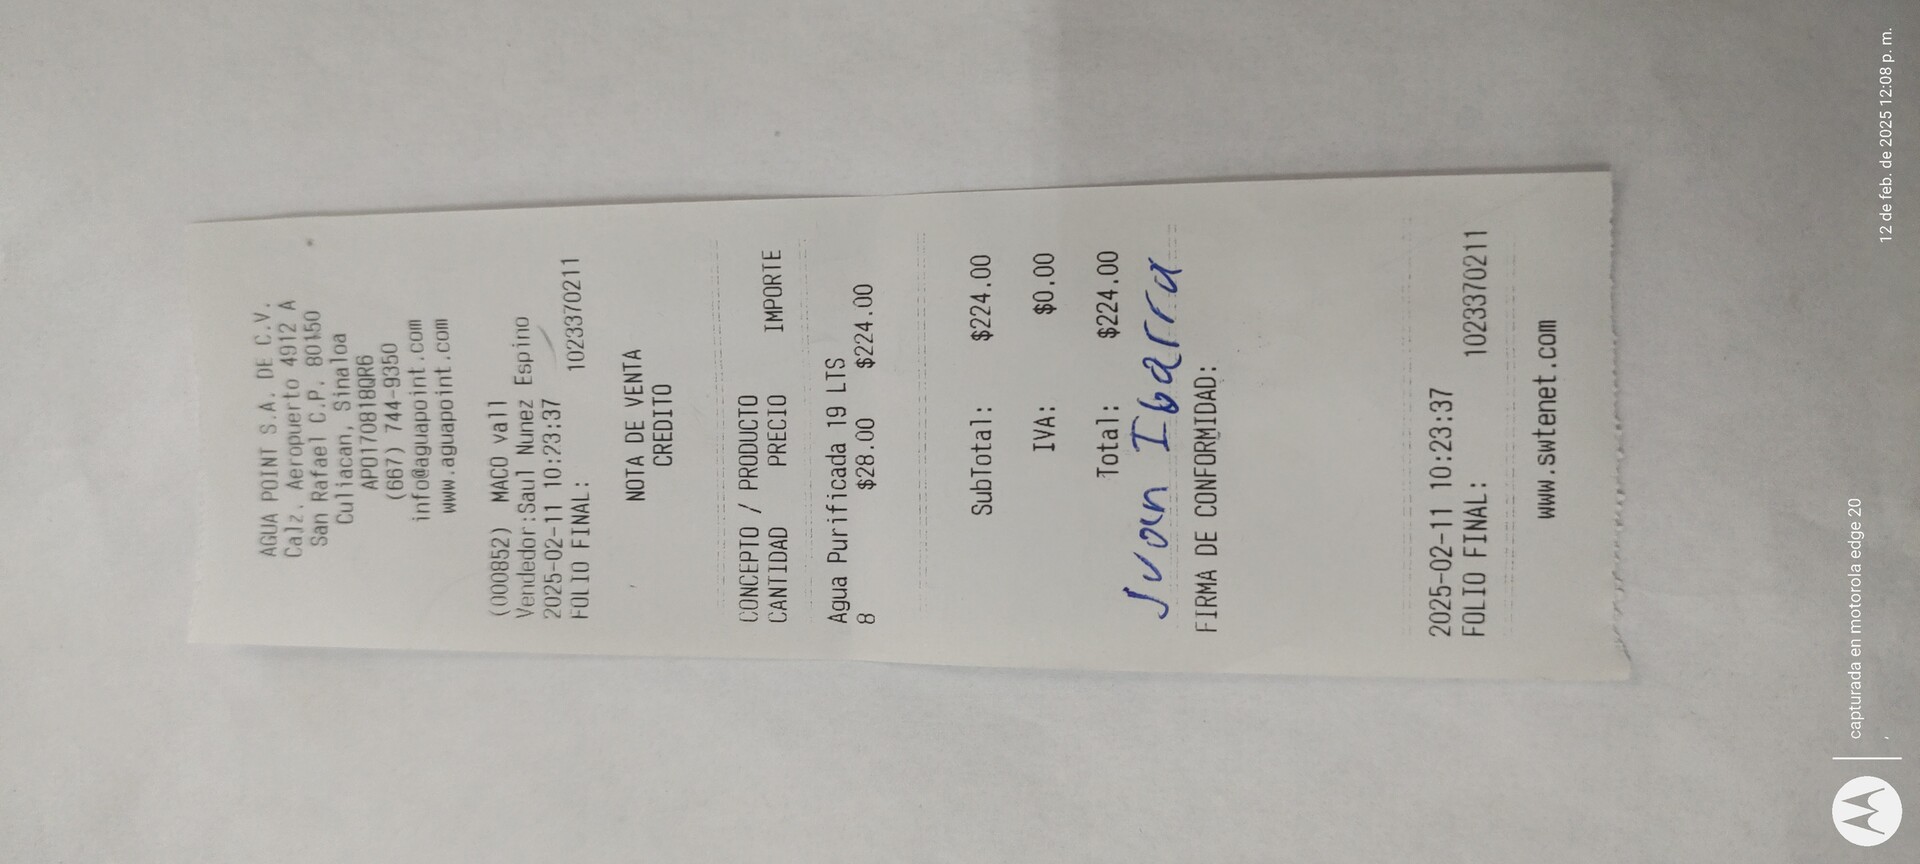 AGUA POINT S.A. DE C.V.
Calz. Aeropuerto 4912 A
San Rafael C.P. 80150
Culiacan, Sinaloa
APO170818QR6
(667) 744-9350
info@aguapoint.com
www.aguapoint.com
(000852) MACO vall
Vendedor:Saul Nunez Espino
2025-02-11 10:23:37
FOLIO FINAL: 1023370211
NOTA DE VENTA
CREDITO
CONCEPTO / PRODUCTO
CANTIDAD PRECIO IMPORTE
Agua Purificada 19 LTS
8 $28.00 $224.00
SubTotal: $224.00
IVA: $0.00
Total: $224.00
Juan Ibarra
FIRMA DE CONFORMIDAD:
2025-02-11 10:23:37
FOLIO FINAL: 1023370211
www.swtenet.com
capturada en motorola edge 20
12 de feb. de 2025 12:08 p. m.